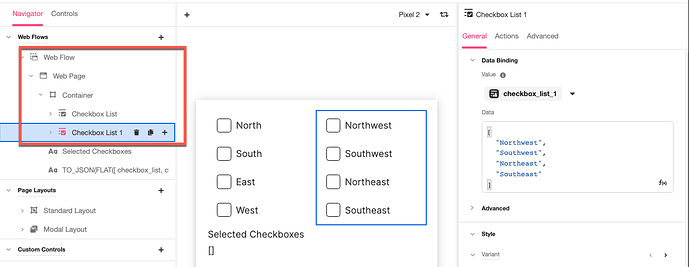 Navigator Controls
Web Flows
Web Flow
Web Page
Container
Checkbox List
Checkbox List 1
Aa Selected Checkboxes
Aa TO_JSON(FLAT([ checkbox_list, c
Page Layouts
Standard Layout
Modal Layout
Custom Controls
Pixel 2
North
South
East
West
Northwest
Southwest
Northeast
Southeast
Selected Checkboxes
[]
Checkbox List 1
General Actions Advanced
Data Binding
Value
checkbox_list_1
Data
[
"Northwest",
"Southwest",
"Northeast",
"Southeast"
]
f(x)
Advanced
Style
Variant